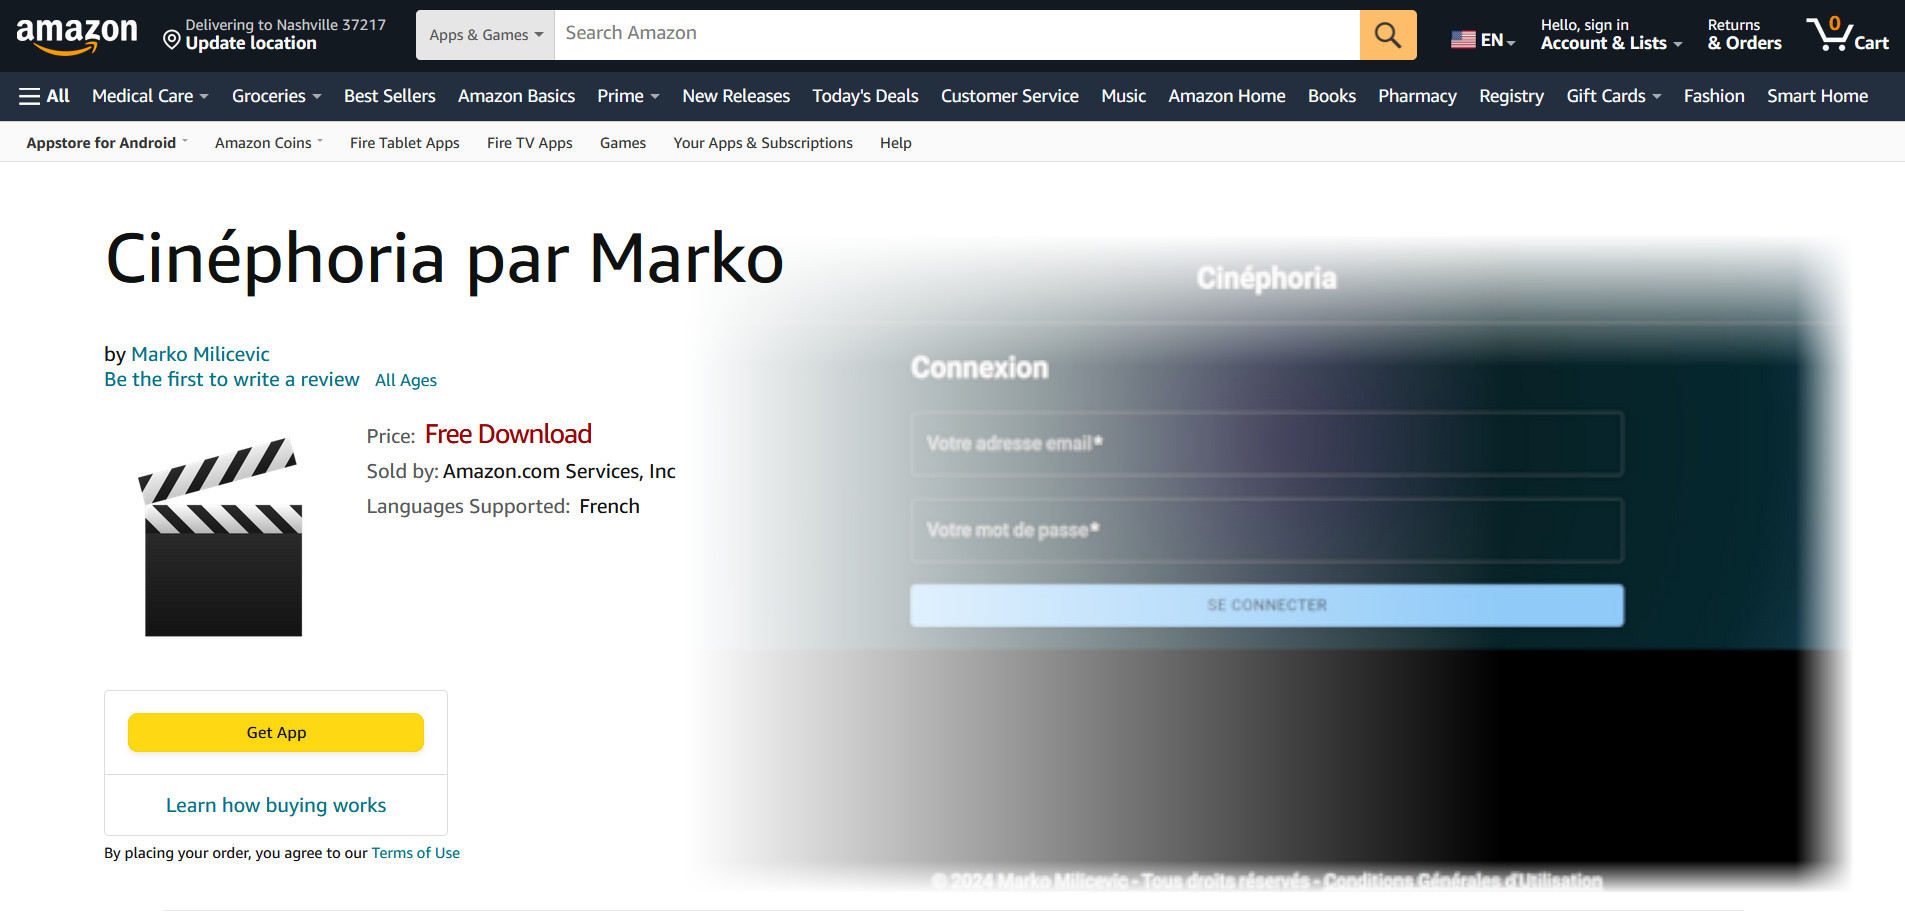 amazon
Delivering to Nashville 37217
Update location
Apps & Games
Search Amazon
EN
Hello, sign in
Account & Lists
Returns
& Orders
0
Cart
All
Medical Care
Groceries
Best Sellers
Amazon Basics
Prime
New Releases
Today's Deals
Customer Service
Music
Amazon Home
Books
Pharmacy
Registry
Gift Cards
Fashion
Smart Home
Appstore for Android
Amazon Coins
Fire Tablet Apps
Fire TV Apps
Games
Your Apps & Subscriptions
Help
Cinéphoria par Marko
by Marko Milicevic
Be the first to write a review
All Ages
Price: Free Download
Sold by: Amazon.com Services, Inc
Languages Supported: French
Get App
Learn how buying works
By placing your order, you agree to our Terms of Use
Cinéphoria
Connexion
Votre adresse email*
Votre mot de passe*
SE CONNECTER
© 2024 Marko Milicevic - Tous droits réservés - Conditions Générales d'Utilisation